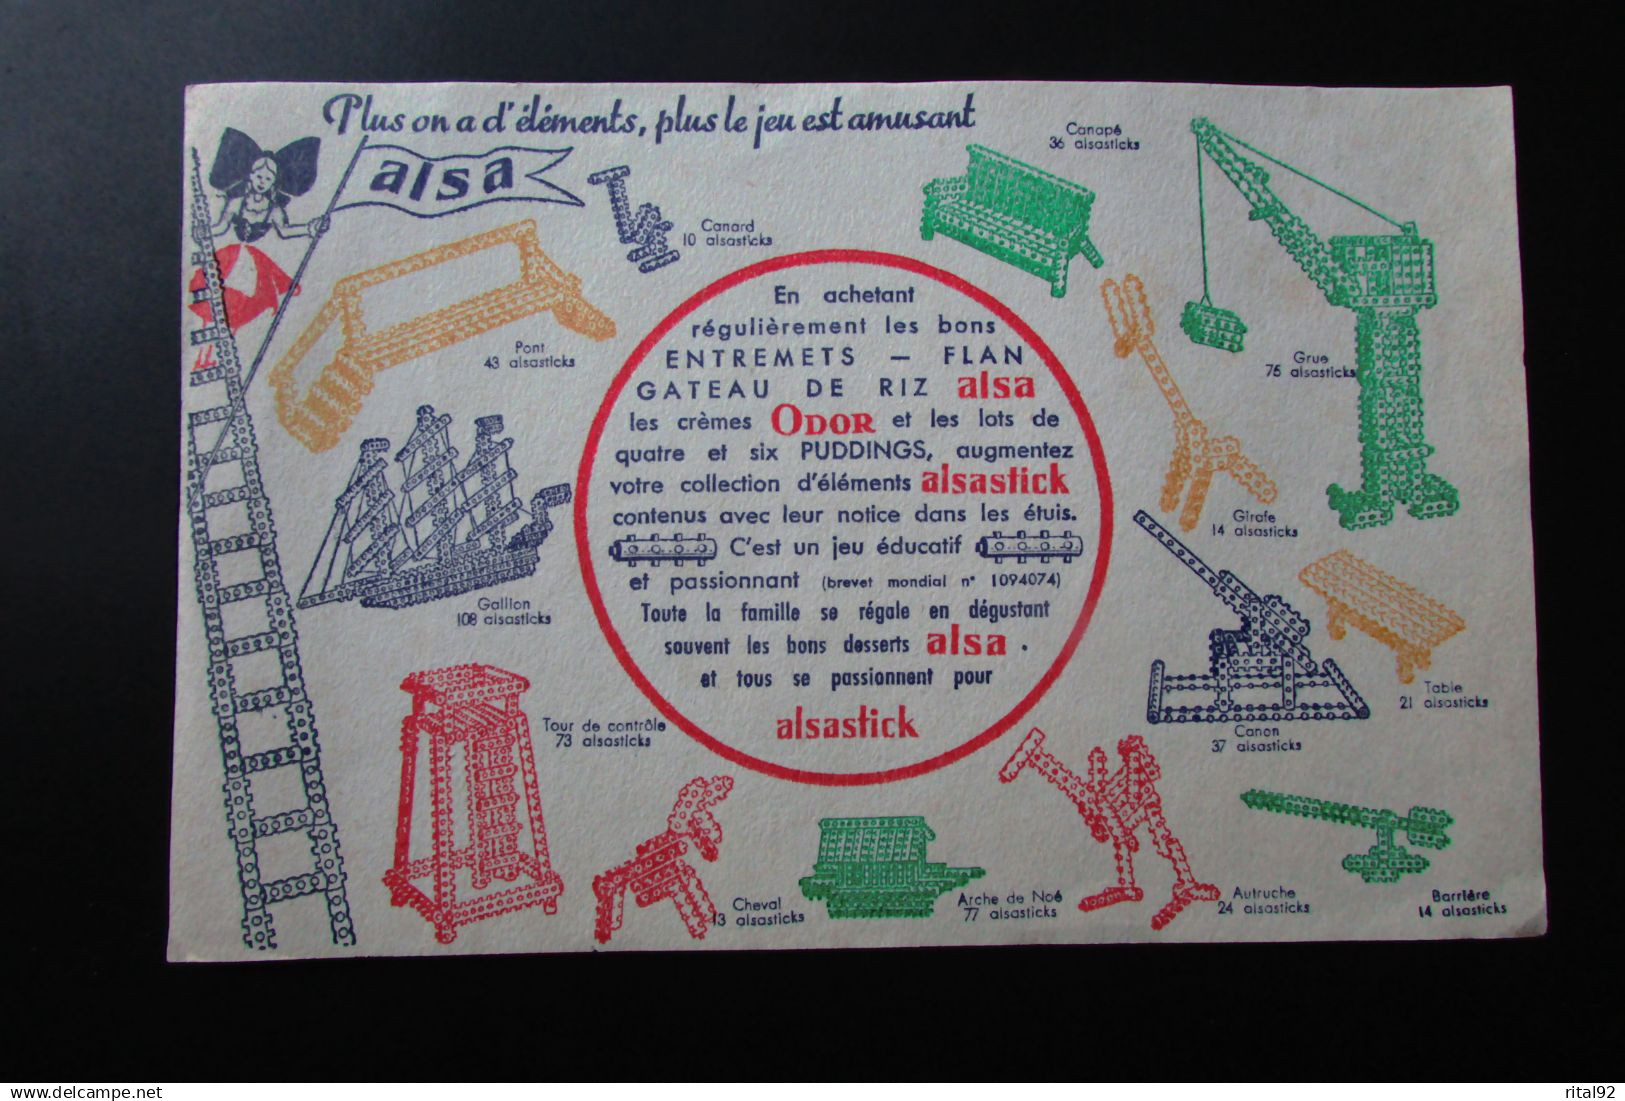 Plus on a d'éléments, plus le jeu est amusant
alsa
Canard
10 alsasticks
Canapé
36 alsasticks
Pont
43 alsasticks
Grue
75 alsasticks
En achetant
régulièrement les bons
ENTREMETS — FLAN
GATEAU DE RIZ alsa
les crèmes ODOR et les lots de
quatre et six PUDDINGS, augmentez
votre collection d'éléments alsastick
contenus avec leur notice dans les étuis.
C'est un jeu éducatif
et passionnant (brevet mondial n° 1094074)
Toute la famille se régale en dégustant
souvent les bons desserts alsa .
et tous se passionnent pour
alsastick
Girafe
14 alsasticks
Galion
108 alsasticks
Table
21 alsasticks
Canon
37 alsasticks
Tour de contrôle
73 alsasticks
Cheval
13 alsasticks
Arche de Noé
77 alsasticks
Autruche
24 alsasticks
Barrière
14 alsasticks
delcampe.net
rital92